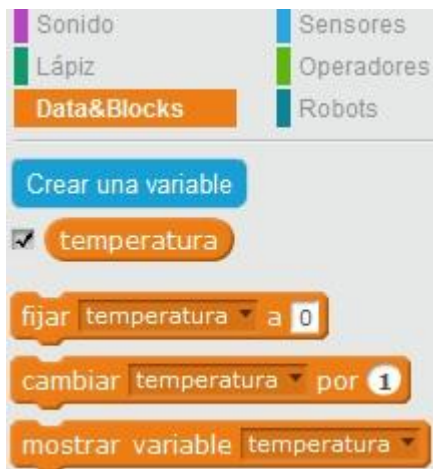 Sonido Sensores
Lápiz Operadores
Data&Blocks Robots
Crear una variable
temperatura
fijar temperatura a 0
cambiar temperatura por 1
mostrar variable temperatura